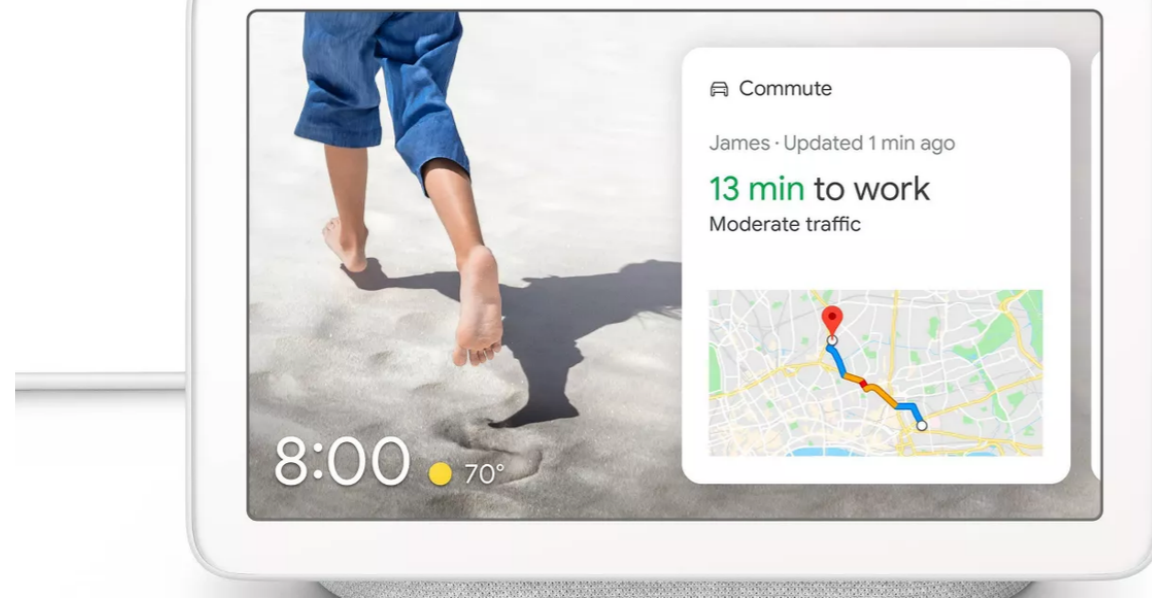 Commute
James · Updated 1 min ago
13 min to work
Moderate traffic
8:00 70°